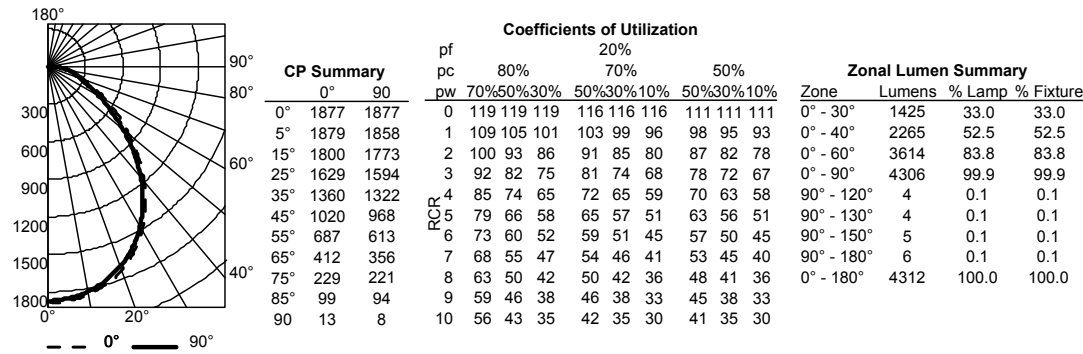 180°
90°
80°
60°
40°
300
600
900
1200
1500
1800
0° 20°
0° 90°
CP Summary
0° 90
0° 1877 1877
5° 1879 1858
15° 1800 1773
25° 1629 1594
35° 1360 1322
45° 1020 968
55° 687 613
65° 412 356
75° 229 221
85° 99 94
90 13 8
Coefficients of Utilization
pf 20%
pc 80% 70% 50%
pw 70%50%30% 50%30%10% 50%30%10%
RCR
0 119 119 119 116 116 116 111 111 111
1 109 105 101 103 99 96 98 95 93
2 100 93 86 91 85 80 87 82 78
3 92 82 75 81 74 68 78 72 67
4 85 74 65 72 65 59 70 63 58
5 79 66 58 65 57 51 63 56 51
6 73 60 52 59 51 45 57 50 45
7 68 55 47 54 46 41 53 45 40
8 63 50 42 50 42 36 48 41 36
9 59 46 38 46 38 33 45 38 33
10 56 43 35 42 35 30 41 35 30
Zonal Lumen Summary
Zone Lumens % Lamp % Fixture
0° - 30° 1425 33.0 33.0
0° - 40° 2265 52.5 52.5
0° - 60° 3614 83.8 83.8
0° - 90° 4306 99.9 99.9
90° - 120° 4 0.1 0.1
90° - 130° 4 0.1 0.1
90° - 150° 5 0.1 0.1
90° - 180° 6 0.1 0.1
0° - 180° 4312 100.0 100.0